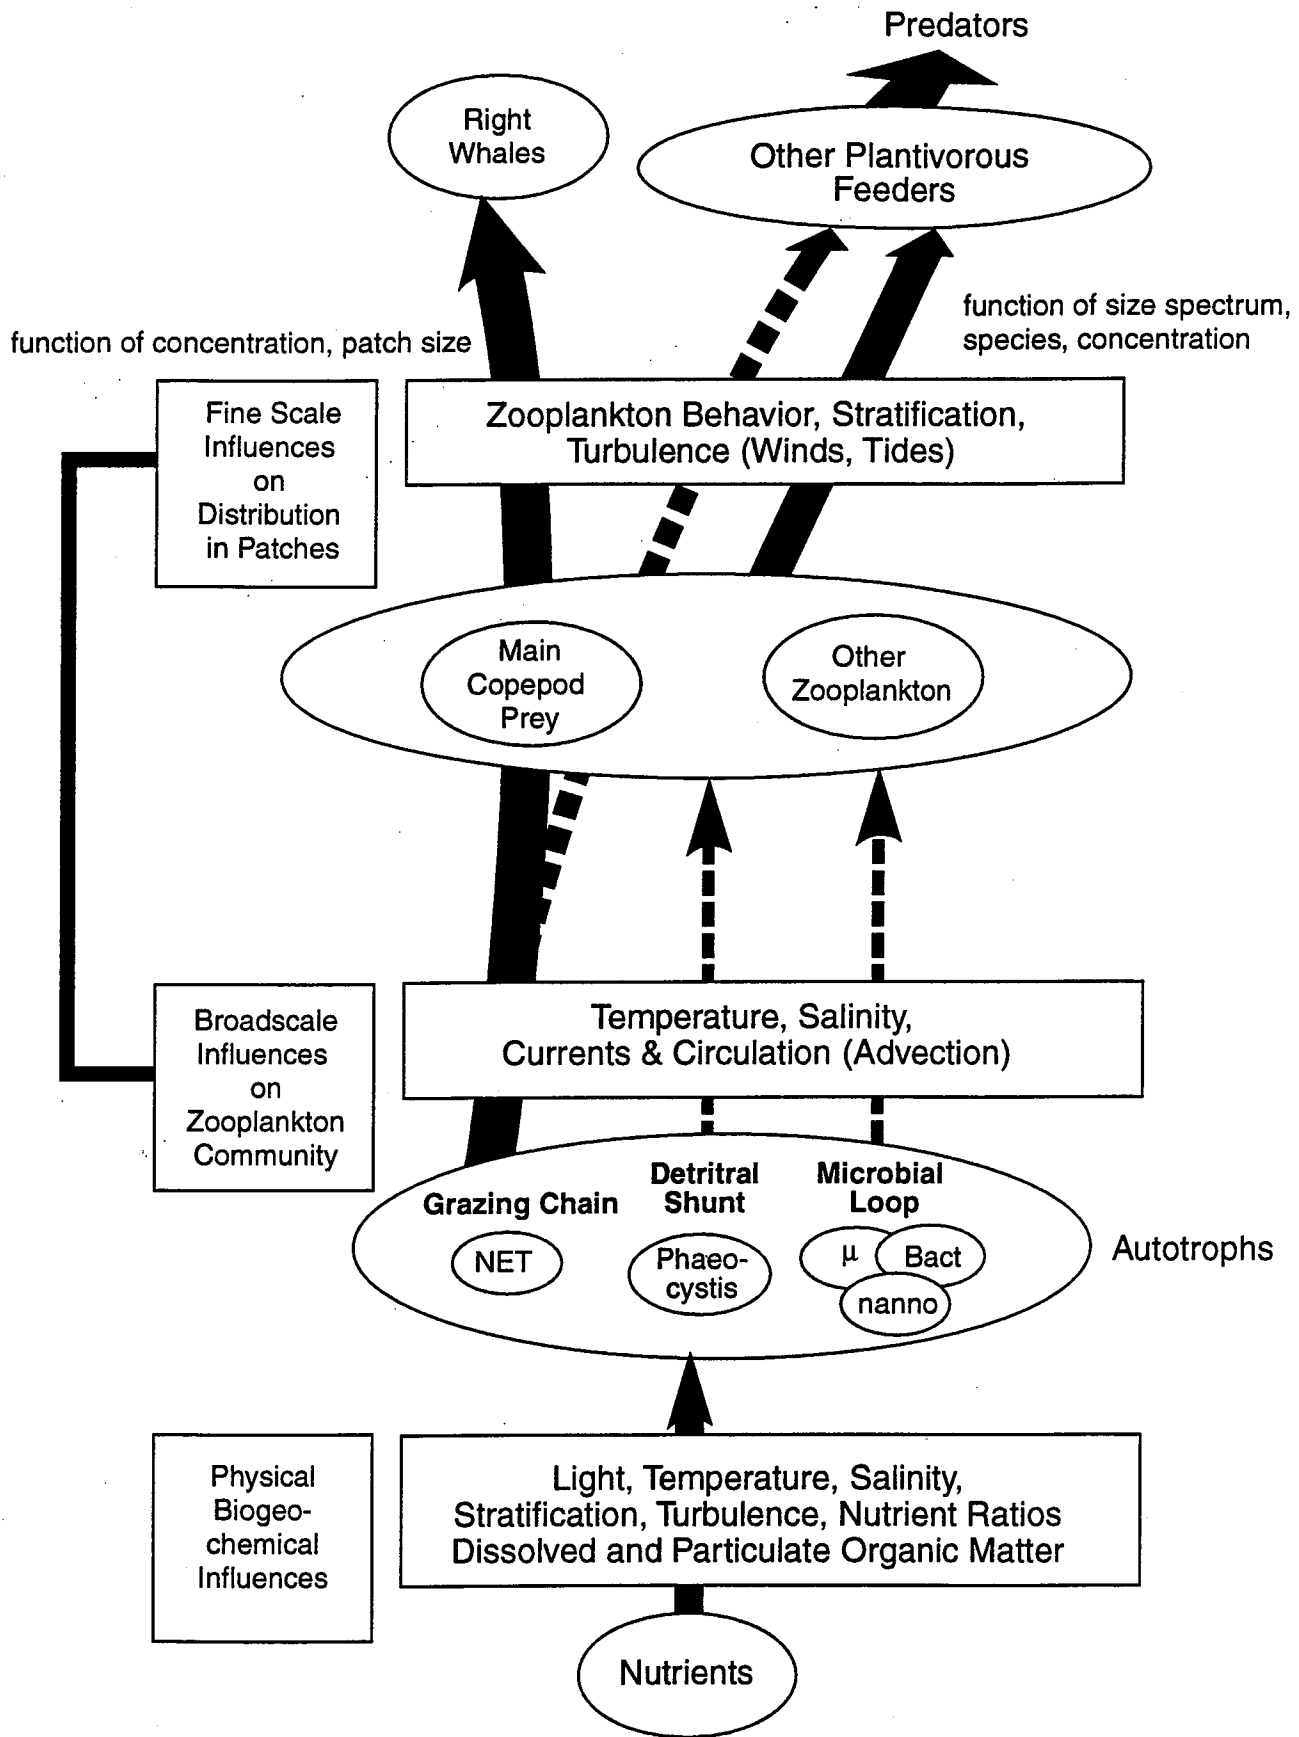 Predators
Right
Whales
Other Plantivorous
Feeders
function of size spectrum,
species, concentration
function of concentration, patch size
Fine Scale
Influences
on
Distribution
in Patches
Zooplankton Behavior, Stratification,
Turbulence (Winds, Tides)
Main
Copepod
Prey
Other
Zooplankton
Broadscale
Influences
on
Zooplankton
Community
Temperature, Salinity,
Currents & Circulation (Advection)
Grazing Chain
Detritral
Shunt
Microbial
Loop
NET
Phaeo-
cystis
μ
Bact
nanno
Autotrophs
Physical
Biogeo-
chemical
Influences
Light, Temperature, Salinity,
Stratification, Turbulence, Nutrient Ratios
Dissolved and Particulate Organic Matter
Nutrients